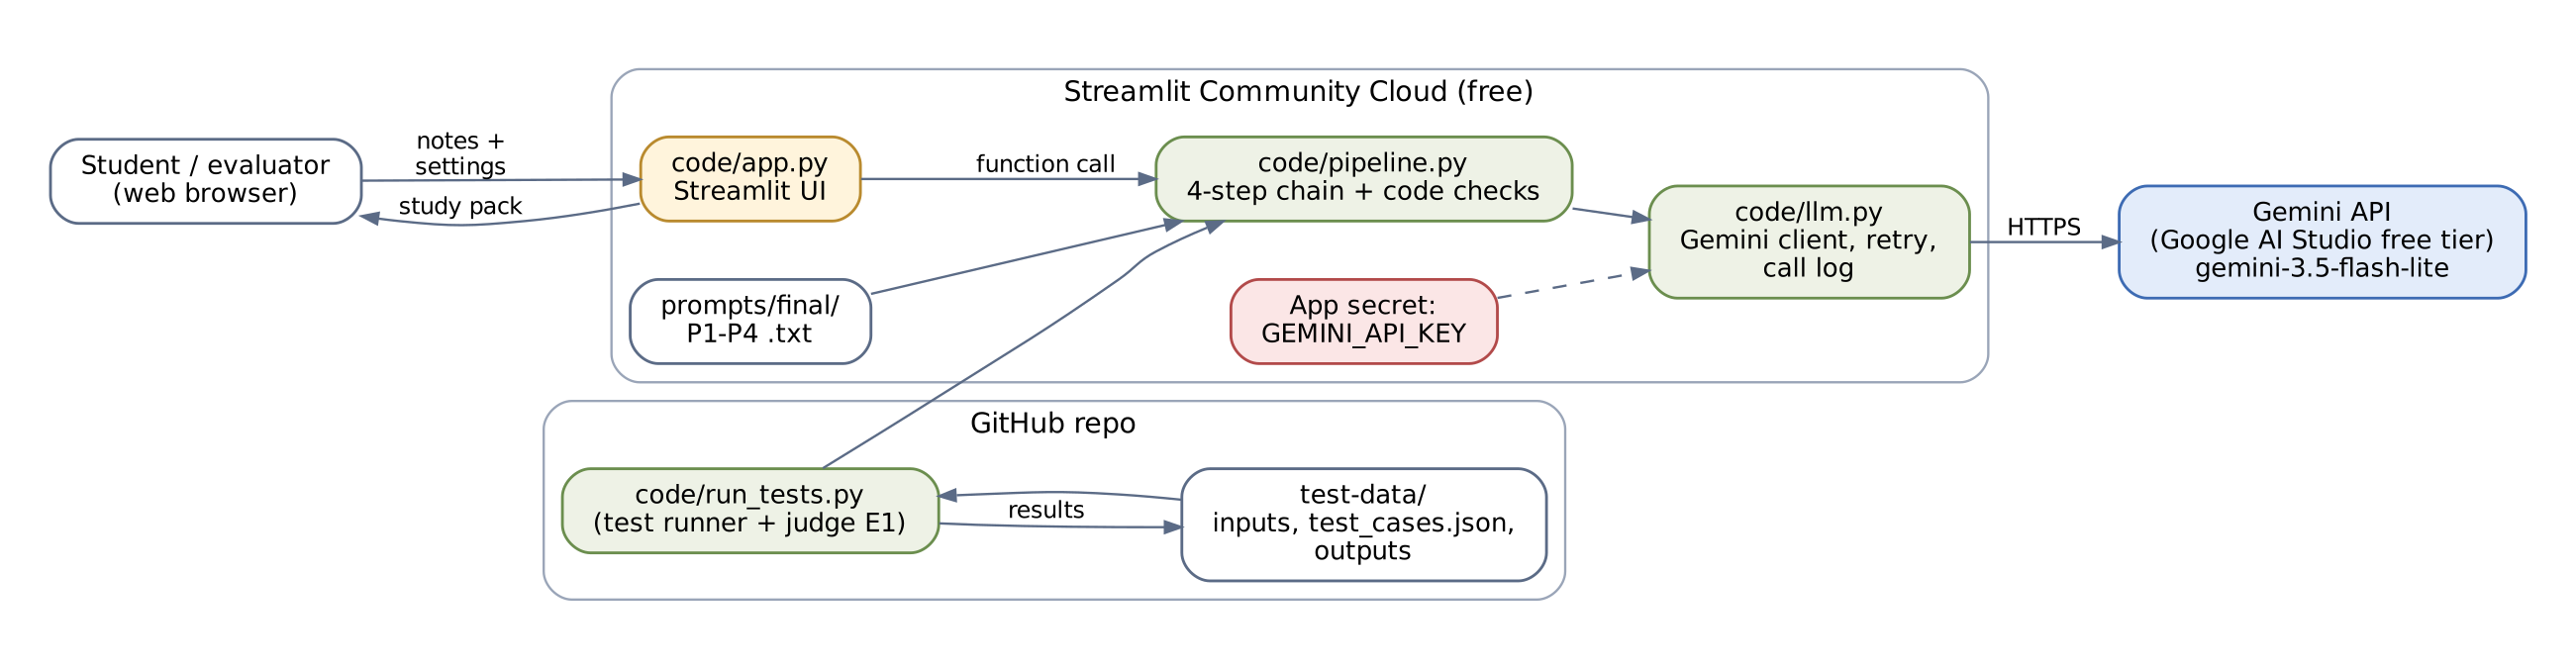 Streamlit Community Cloud (free)
Student / evaluator
(web browser)
notes +
settings
study pack
code/app.py
Streamlit UI
function call
code/pipeline.py
4-step chain + code checks
code/llm.py
Gemini client, retry,
call log
HTTPS
Gemini API
(Google AI Studio free tier)
gemini-3.5-flash-lite
prompts/final/
P1-P4 .txt
App secret:
GEMINI_API_KEY
GitHub repo
code/run_tests.py
(test runner + judge E1)
results
test-data/
inputs, test_cases.json,
outputs